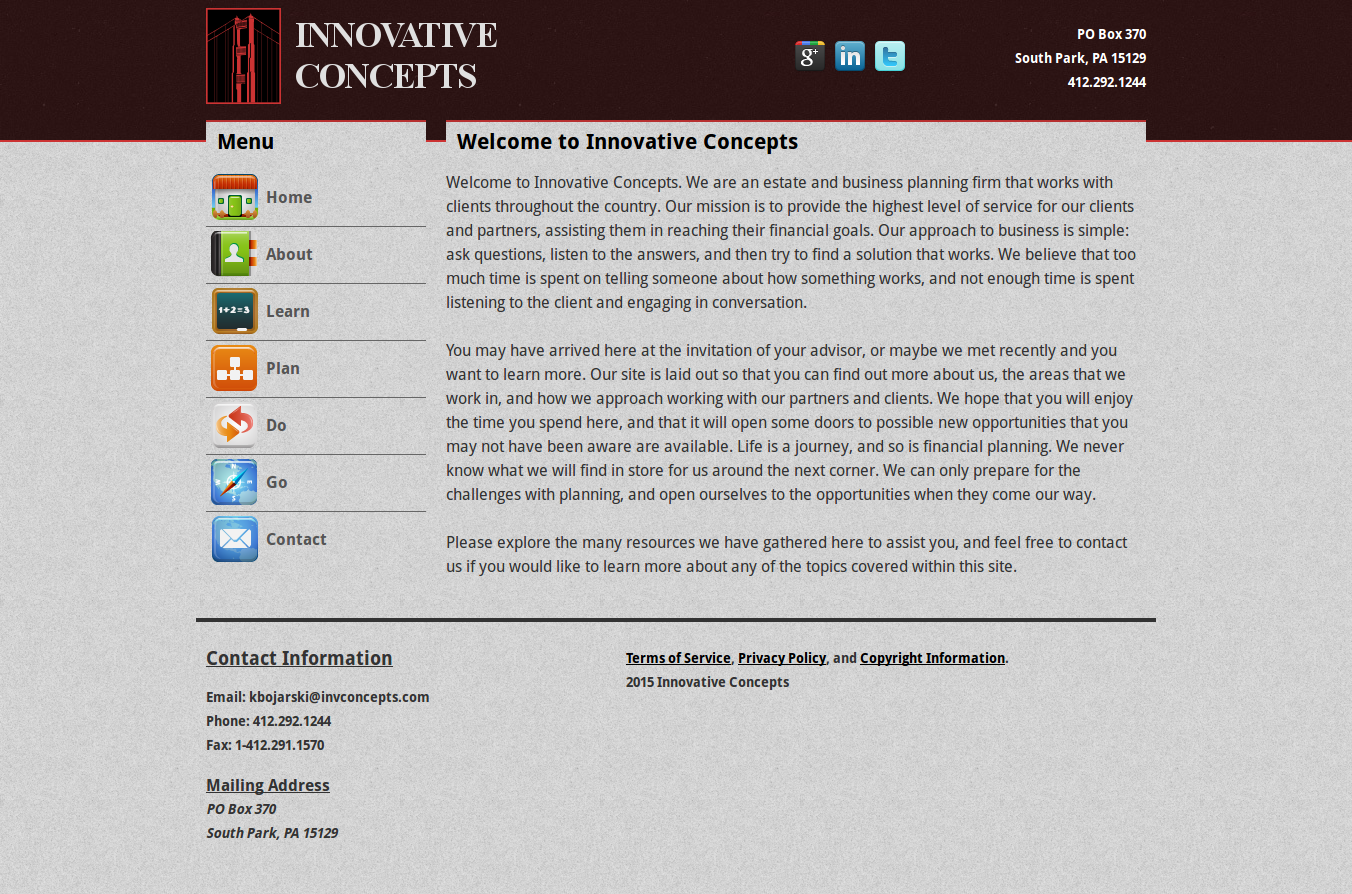 INNOVATIVE
CONCEPTS
PO Box 370
South Park, PA 15129
412.292.1244
Menu
Home
About
1+2=3
Learn
Plan
Do
Go
Contact
Welcome to Innovative Concepts
Welcome to Innovative Concepts. We are an estate and business planning firm that works with
clients throughout the country. Our mission is to provide the highest level of service for our clients
and partners, assisting them in reaching their financial goals. Our approach to business is simple:
ask questions, listen to the answers, and then try to find a solution that works. We believe that too
much time is spent on telling someone about how something works, and not enough time is spent
listening to the client and engaging in conversation.
You may have arrived here at the invitation of your advisor, or maybe we met recently and you
want to learn more. Our site is laid out so that you can find out more about us, the areas that we
work in, and how we approach working with our partners and clients. We hope that you will enjoy
the time you spend here, and that it will open some doors to possible new opportunities that you
may not have been aware are available. Life is a journey, and so is financial planning. We never
know what we will find in store for us around the next corner. We can only prepare for the
challenges with planning, and open ourselves to the opportunities when they come our way.
Please explore the many resources we have gathered here to assist you, and feel free to contact
us if you would like to learn more about any of the topics covered within this site.
Contact Information
Email: kbojarski@invconcepts.com
Phone: 412.292.1244
Fax: 1-412.291.1570
Mailing Address
PO Box 370
South Park, PA 15129
Terms of Service, Privacy Policy, and Copyright Information.
2015 Innovative Concepts